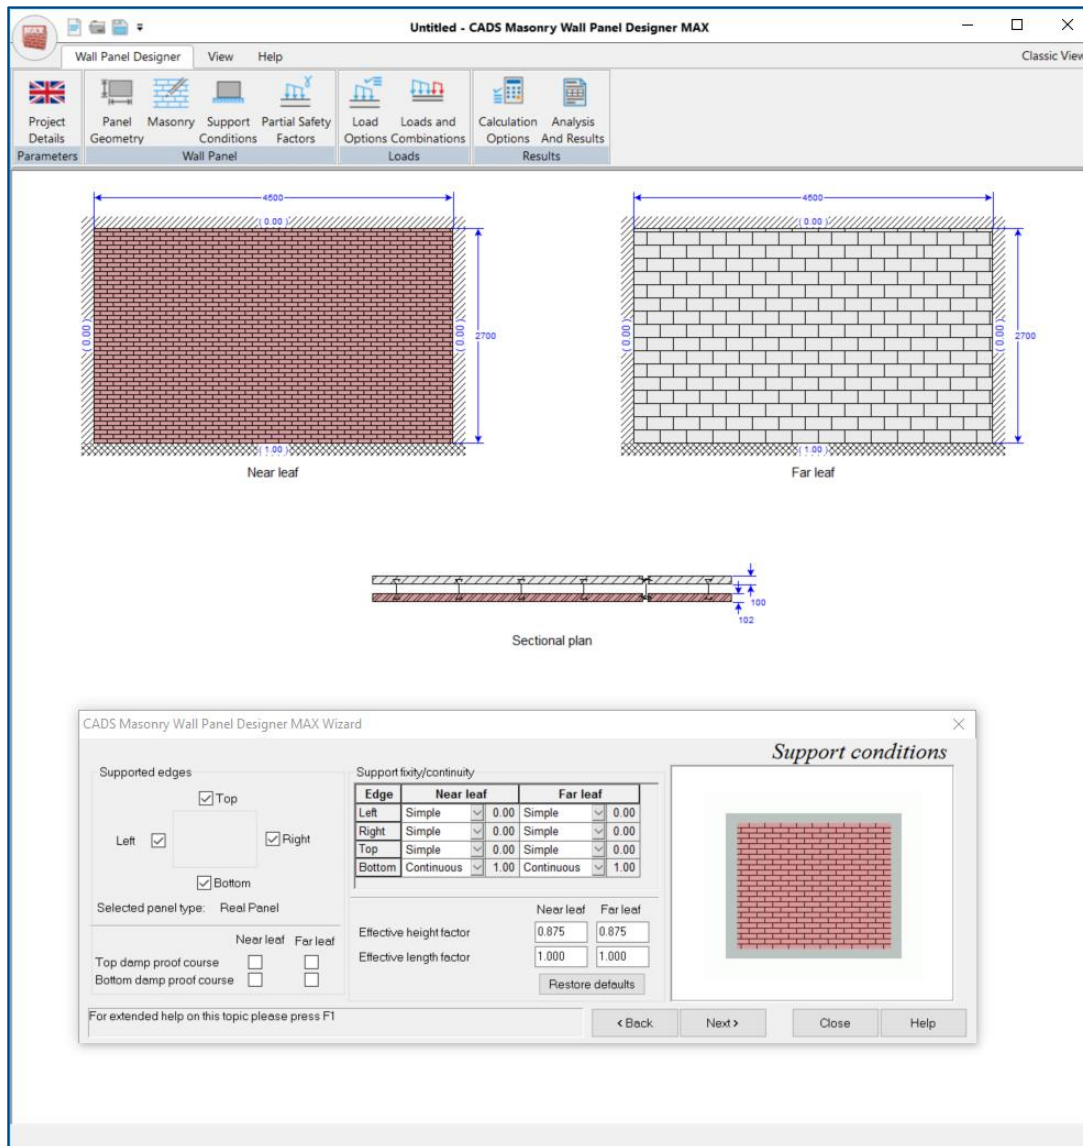 Untitled - CADS Masonry Wall Panel Designer MAX
MAX
Wall Panel Designer View Help Classic View
Project Details
Panel Geometry
Masonry
Support Conditions
Partial Safety Factors
Load Options
Loads and Combinations
Calculation Options
Analysis And Results
Parameters Wall Panel Loads Results
4500
(0.00)
(0.00)
(0.00)
2700
(1.00)
Near leaf
4500
(0.00)
(0.00)
(0.00)
2700
(1.00)
Far leaf
100
102
Sectional plan
CADS Masonry Wall Panel Designer MAX Wizard
Support conditions
Supported edges
Top
Left Right
Bottom
Selected panel type: Real Panel
Near leaf Far leaf
Top damp proof course
Bottom damp proof course
Support fixity/continuity
Edge Near leaf Far leaf
Left Simple 0.00 Simple 0.00
Right Simple 0.00 Simple 0.00
Top Simple 0.00 Simple 0.00
Bottom Continuous 1.00 Continuous 1.00
Near leaf Far leaf
Effective height factor 0.875 0.875
Effective length factor 1.000 1.000
Restore defaults
For extended help on this topic please press F1
< Back Next > Close Help